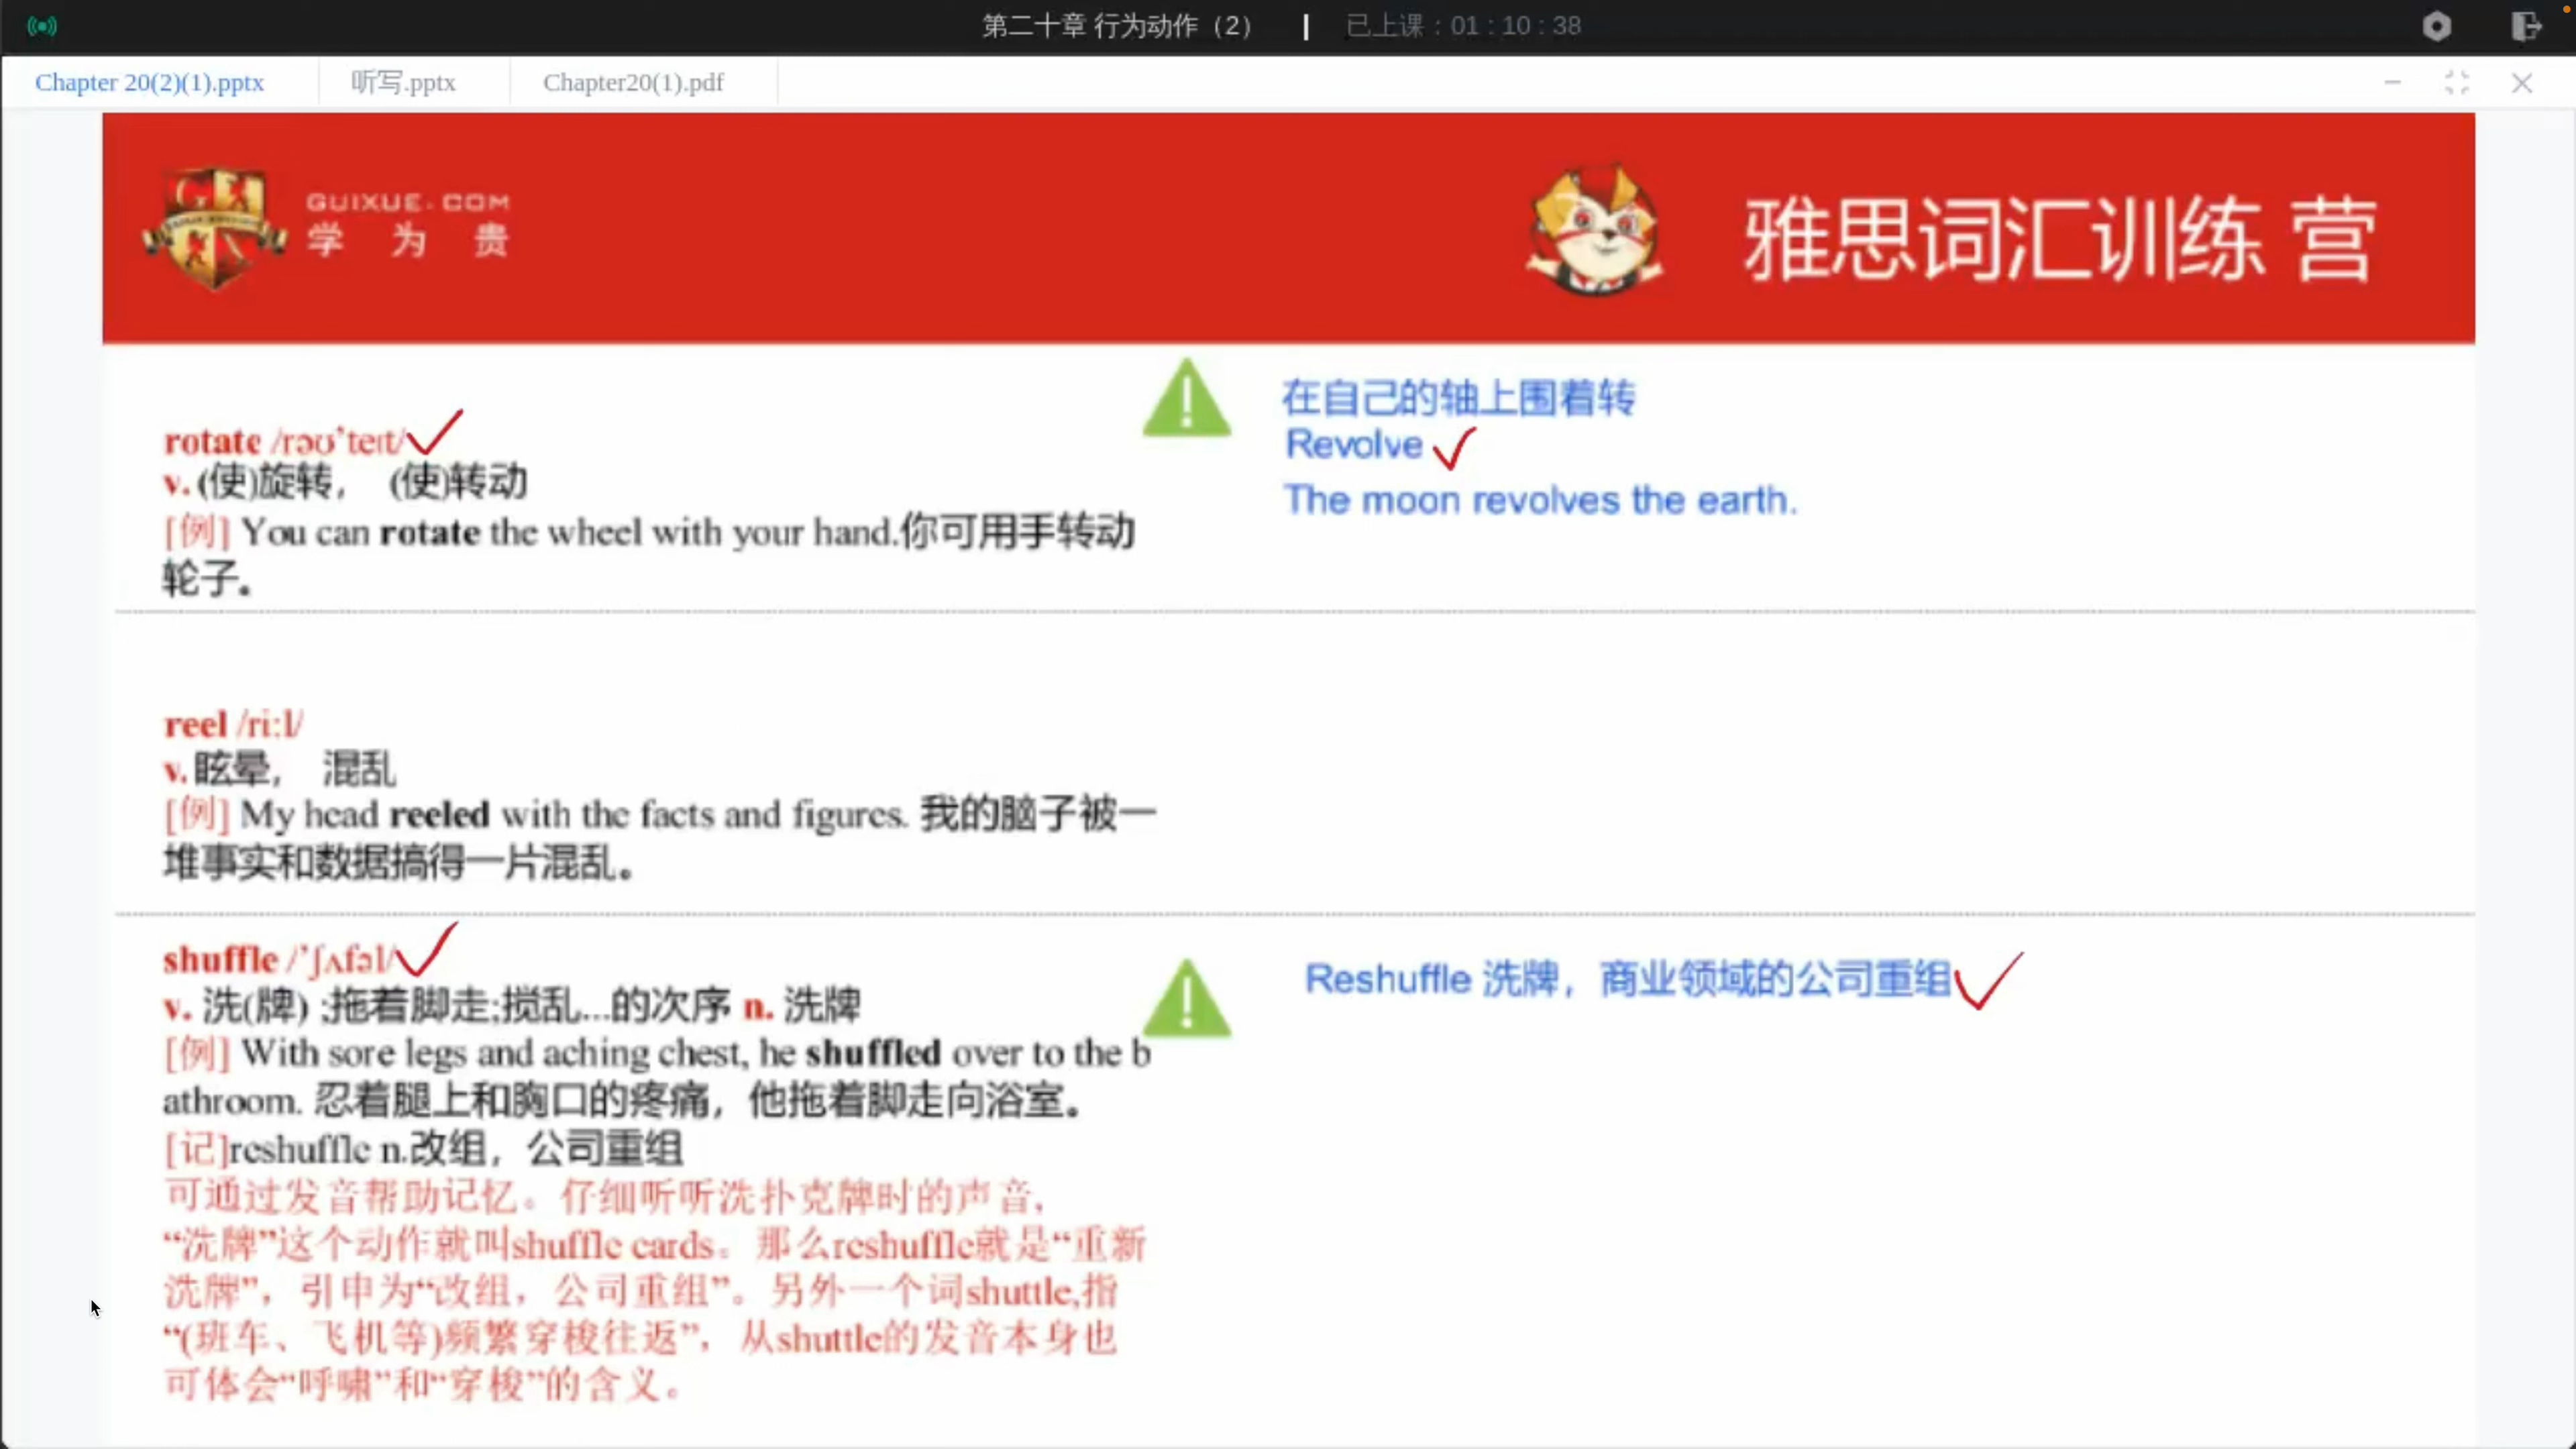 第二十章 行为动作（2） | 已上课：01 : 10 : 38
Chapter 20(2)(1).pptx 听写.pptx Chapter20(1).pdf
GUIXUE.COM
学为贵
雅思词汇训练 营
rotate /rəʊ'teɪt/
v. (使)旋转， (使)转动
[例] You can rotate the wheel with your hand.你可用手转动
轮子。
在自己的轴上围着转
Revolve
The moon revolves the earth.
reel /ri:l/
v. 眩晕， 混乱
[例] My head reeled with the facts and figures. 我的脑子被一
堆事实和数据搞得一片混乱。
shuffle /'ʃʌfəl/
v. 洗(牌) ;拖着脚走;搅乱...的次序 n. 洗牌
[例] With sore legs and aching chest, he shuffled over to the b
athroom. 忍着腿上和胸口的疼痛，他拖着脚走向浴室。
[记]reshuffle n.改组，公司重组
可通过发音帮助记忆。仔细听听洗扑克牌时的声音，
“洗牌”这个动作就叫shuffle cards。那么reshuffle就是“重新
洗牌”，引申为“改组，公司重组”。另外一个词shuttle,指
“(班车、飞机等)频繁穿梭往返”，从shuttle的发音本身也
可体会“呼啸”和“穿梭”的含义。
Reshuffle 洗牌，商业领域的公司重组